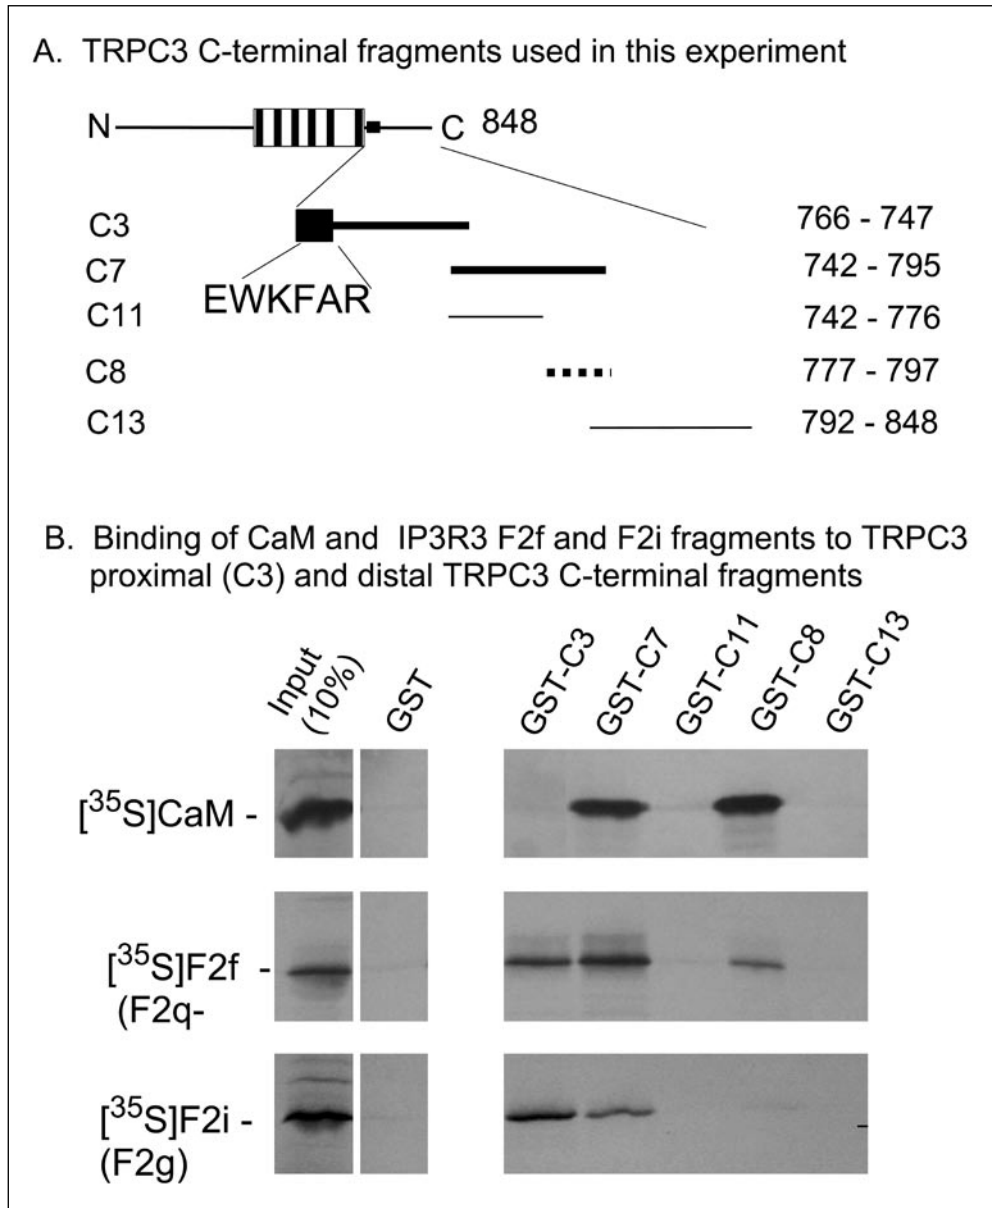 A. TRPC3 C-terminal fragments used in this experiment
N
C 848
C3
766 - 747
C7
742 - 795
EWKFAR
C11
742 - 776
C8
777 - 797
C13
792 - 848
B. Binding of CaM and IP3R3 F2f and F2i fragments to TRPC3
proximal (C3) and distal TRPC3 C-terminal fragments
Input
(10%)
GST
GST-C3
GST-C7
GST-C11
GST-C8
GST-C13
[³⁵S]CaM -
[³⁵S]F2f -
(F2q-
[³⁵S]F2i -
(F2g)